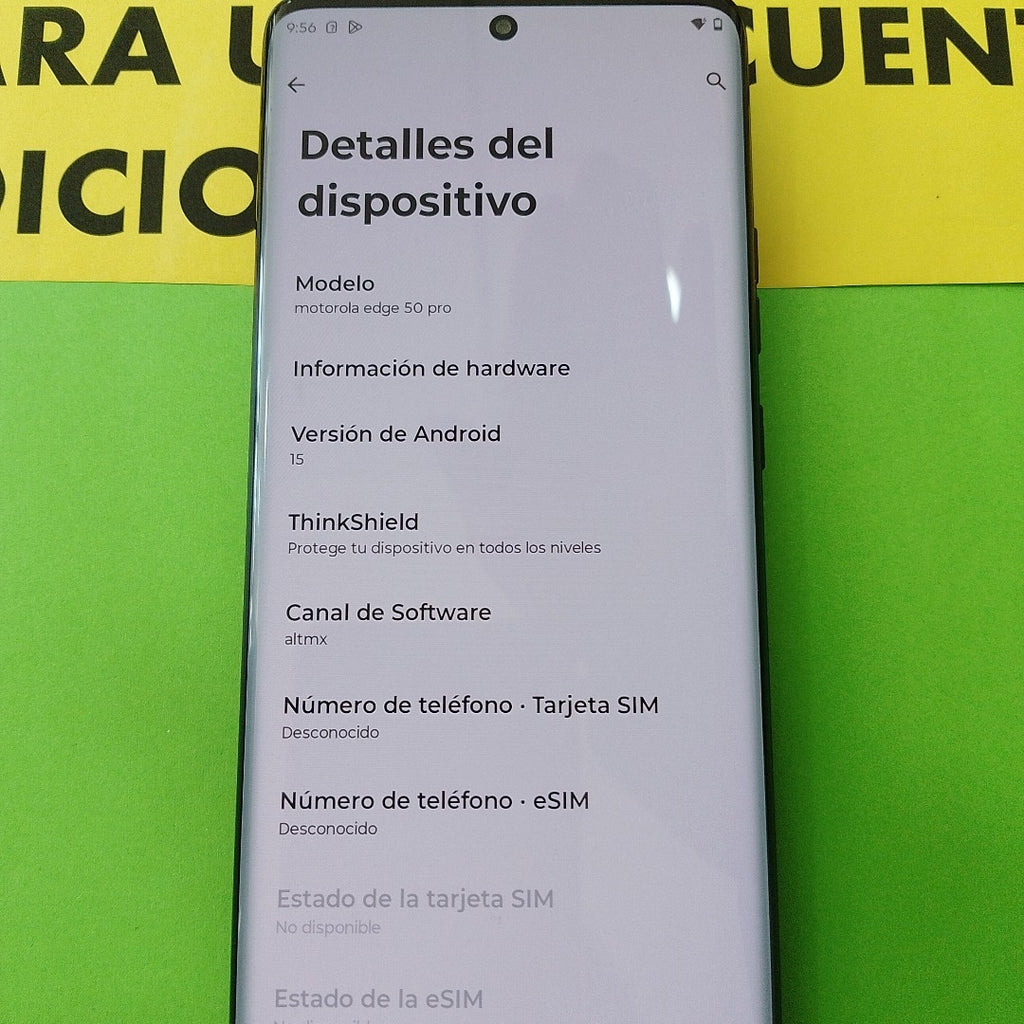 ARA U
CUENT
DICIO
9:56
Detalles del
dispositivo
Modelo
motorola edge 50 pro
Información de hardware
Versión de Android
15
ThinkShield
Protege tu dispositivo en todos los niveles
Canal de Software
altmx
Número de teléfono · Tarjeta SIM
Desconocido
Número de teléfono · eSIM
Desconocido
Estado de la tarjeta SIM
No disponible
Estado de la eSIM